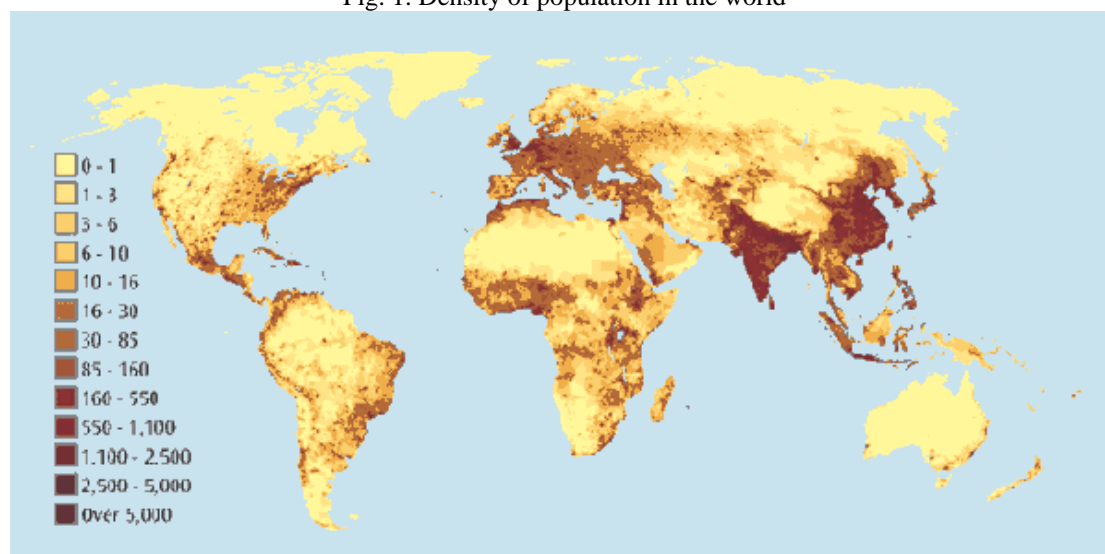 Fig. 1. Density of population in the world
0 - 1
1 - 3
3 - 6
6 - 10
10 - 16
16 - 30
30 - 85
85 - 160
160 - 550
550 - 1,100
1.100 - 2.500
2,500 - 5,000
Over 5,000